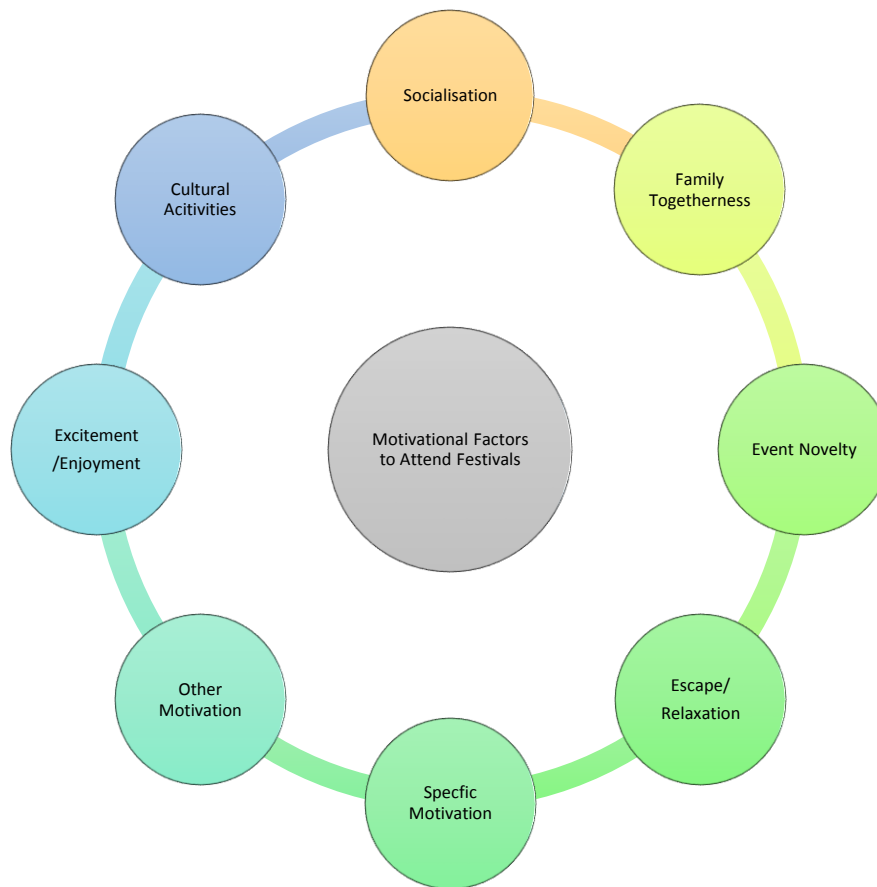 Socialisation
Family
Togetherness
Event Novelty
Escape/
Relaxation
Specfic
Motivation
Other
Motivation
Excitement
/Enjoyment
Cultural
Acitivities
Motivational Factors
to Attend Festivals